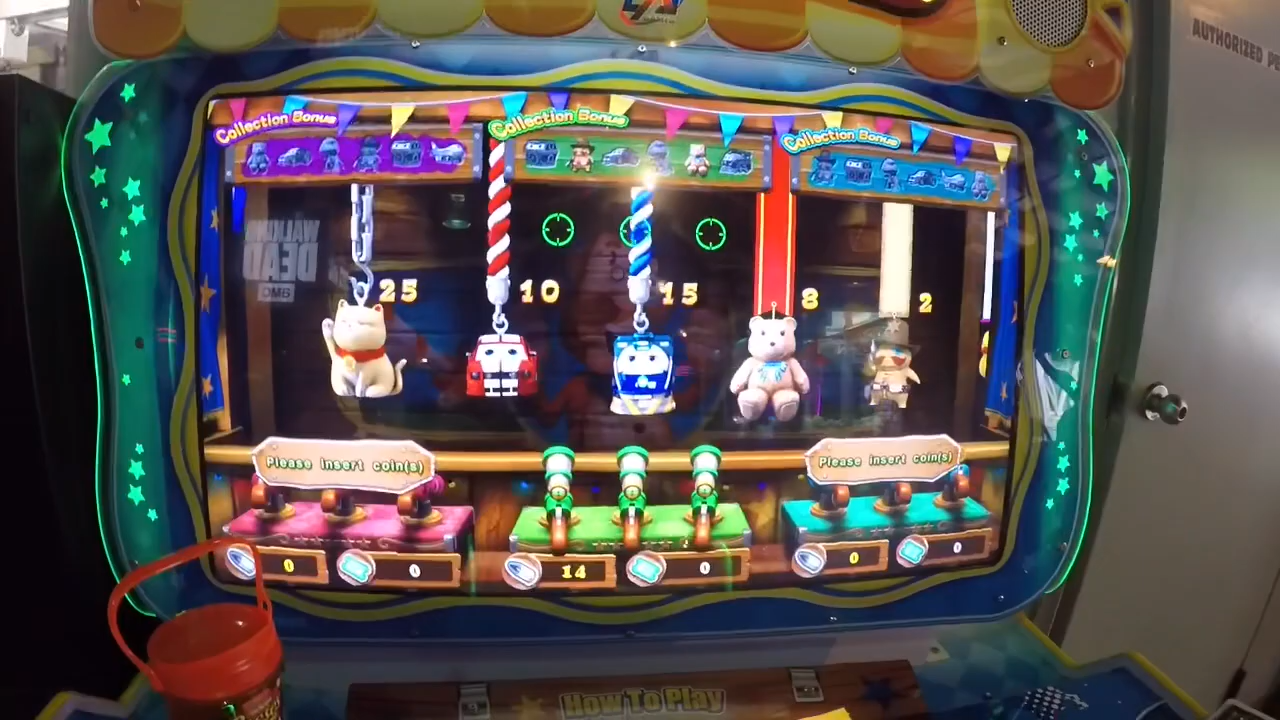 AUTHORIZED
Collection Bonus
Collection Bonus
Collection Bonus
WALKING
DEAD
AMC
25
10
15
8
2
Please insert coin(s)
Please insert coin(s)
0
0
14
0
0
0
How To Play